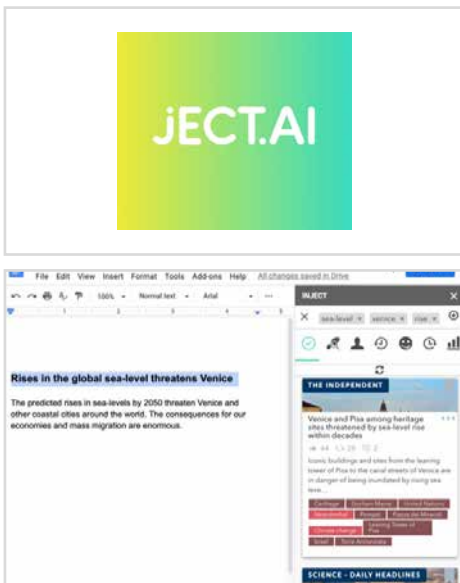 jECT.AI
File Edit View Insert Format Tools Add-ons Help All changes saved in Drive
100% Normal text Arial
INJECT
sea-level venice rise
Rises in the global sea-level threatens Venice
The predicted rises in sea-levels by 2050 threaten Venice and
other coastal cities around the world. The consequences for our
economies and mass migration are enormous.
THE INDEPENDENT
Venice and Pisa among heritage
sites threatened by sea-level rise
within decades
Iconic buildings and sites from the leaning
tower of Pisa to the canal streets of Venice are
in danger of being inundated by rising sea
leve...
Carthage Durham Marne United Nations
Neanderthal Pompeii Piazza dei Miracoli
Climate change Leaning Tower of
Pisa
Israel Torre Annunziata
SCIENCE - DAILY HEADLINES